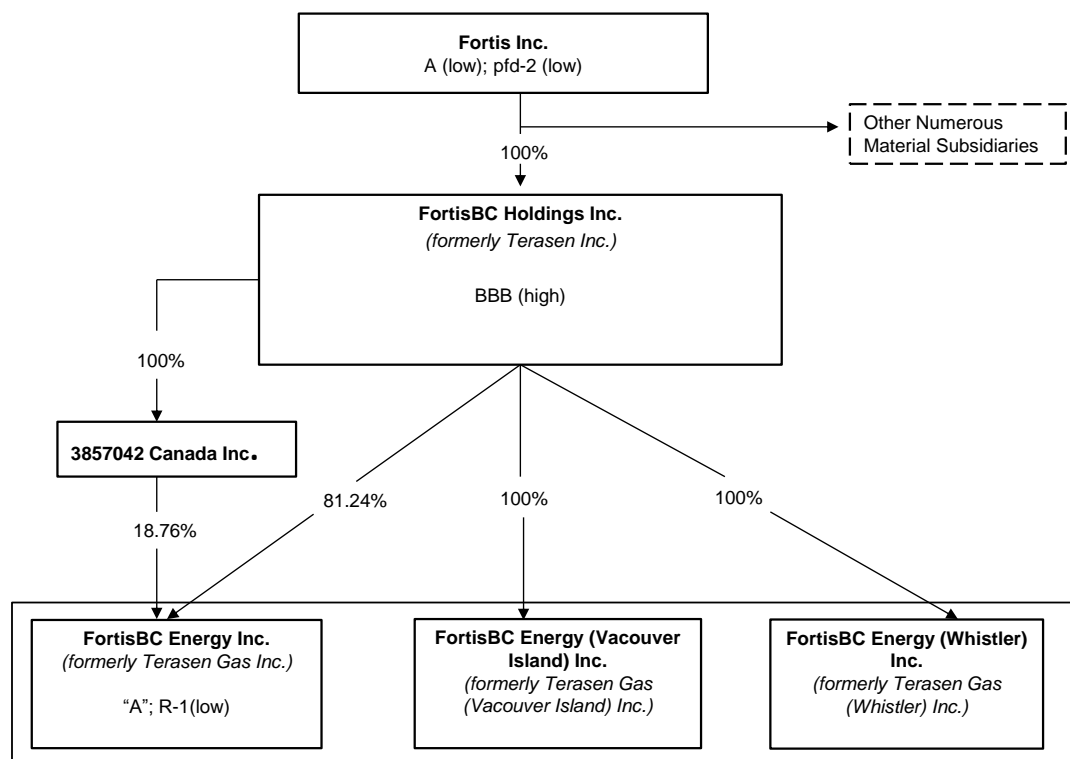 Fortis Inc.
A (low); pfd-2 (low)
Other Numerous
Material Subsidiaries
100%
FortisBC Holdings Inc.
(formerly Terasen Inc.)
BBB (high)
100%
3857042 Canada Inc.
18.76%
81.24%
100%
100%
FortisBC Energy Inc.
(formerly Terasen Gas Inc.)
“A”; R-1(low)
FortisBC Energy (Vacouver
Island) Inc.
(formerly Terasen Gas
(Vacouver Island) Inc.)
FortisBC Energy (Whistler)
Inc.
(formerly Terasen Gas
(Whistler) Inc.)